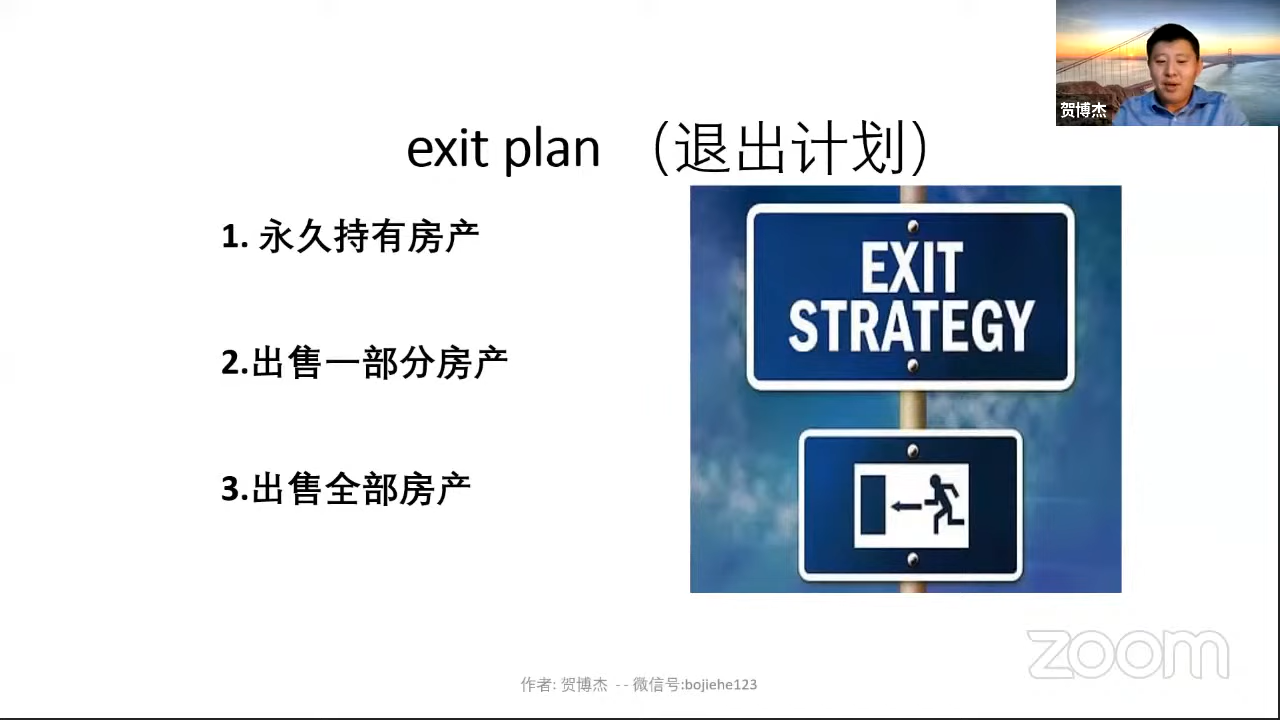 贺博杰
exit plan （退出计划）
1. 永久持有房产
2.出售一部分房产
3.出售全部房产
EXIT
STRATEGY
zoom
作者: 贺博杰 -- 微信号:bojiehe123